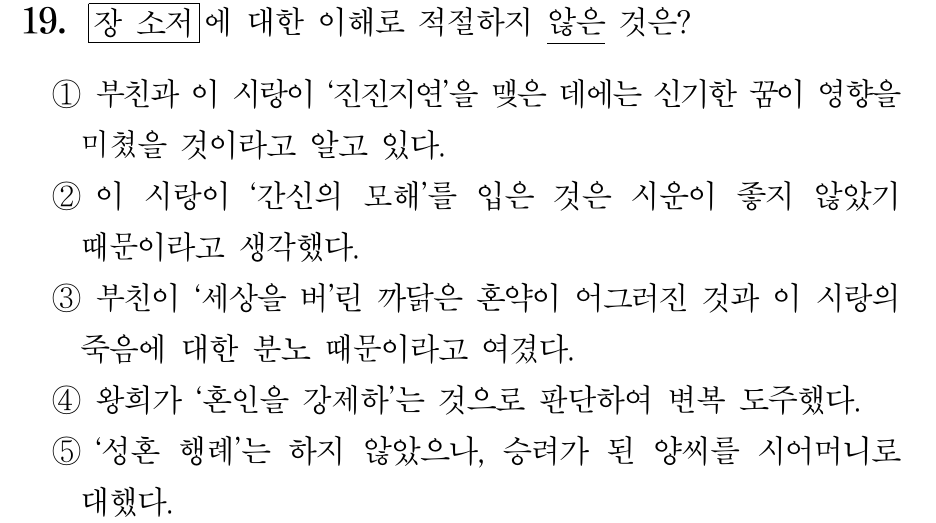 19. 장 소저에 대한 이해로 적절하지 않은 것은?
① 부친과 이 시랑이 ‘진진지연’을 맺은 데에는 신기한 꿈이 영향을
미쳤을 것이라고 알고 있다.
② 이 시랑이 ‘간신의 모해’를 입은 것은 시운이 좋지 않았기
때문이라고 생각했다.
③ 부친이 ‘세상을 버’린 까닭은 혼약이 어그러진 것과 이 시랑의
죽음에 대한 분노 때문이라고 여겼다.
④ 왕희가 ‘혼인을 강제하’는 것으로 판단하여 변복 도주했다.
⑤ ‘성혼 행례’는 하지 않았으나, 승려가 된 양씨를 시어머니로
대했다.